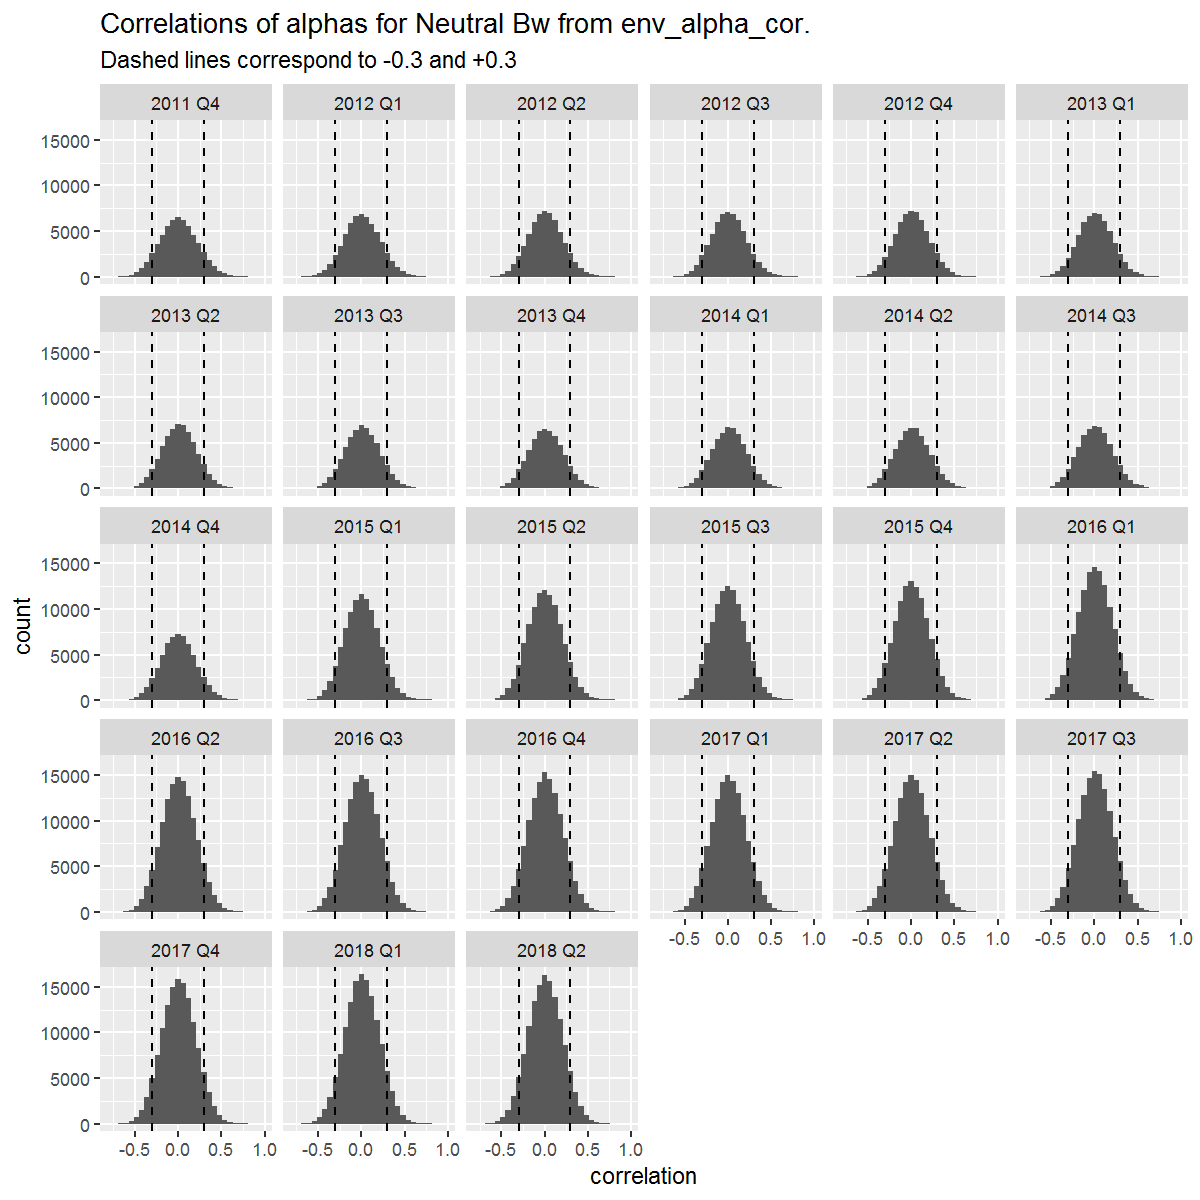 Correlations of alphas for Neutral Bw from env_alpha_cor.
Dashed lines correspond to -0.3 and +0.3
2011 Q4 2012 Q1 2012 Q2 2012 Q3 2012 Q4 2013 Q1
15000
10000
5000
0
2013 Q2 2013 Q3 2013 Q4 2014 Q1 2014 Q2 2014 Q3
15000
10000
5000
0
2014 Q4 2015 Q1 2015 Q2 2015 Q3 2015 Q4 2016 Q1
15000
10000
5000
0
count
2016 Q2 2016 Q3 2016 Q4 2017 Q1 2017 Q2 2017 Q3
15000
10000
5000
0
-0.5 0.0 0.5 1.0 -0.5 0.0 0.5 1.0 -0.5 0.0 0.5 1.0
2017 Q4 2018 Q1 2018 Q2
15000
10000
5000
0
-0.5 0.0 0.5 1.0 -0.5 0.0 0.5 1.0 -0.5 0.0 0.5 1.0
correlation